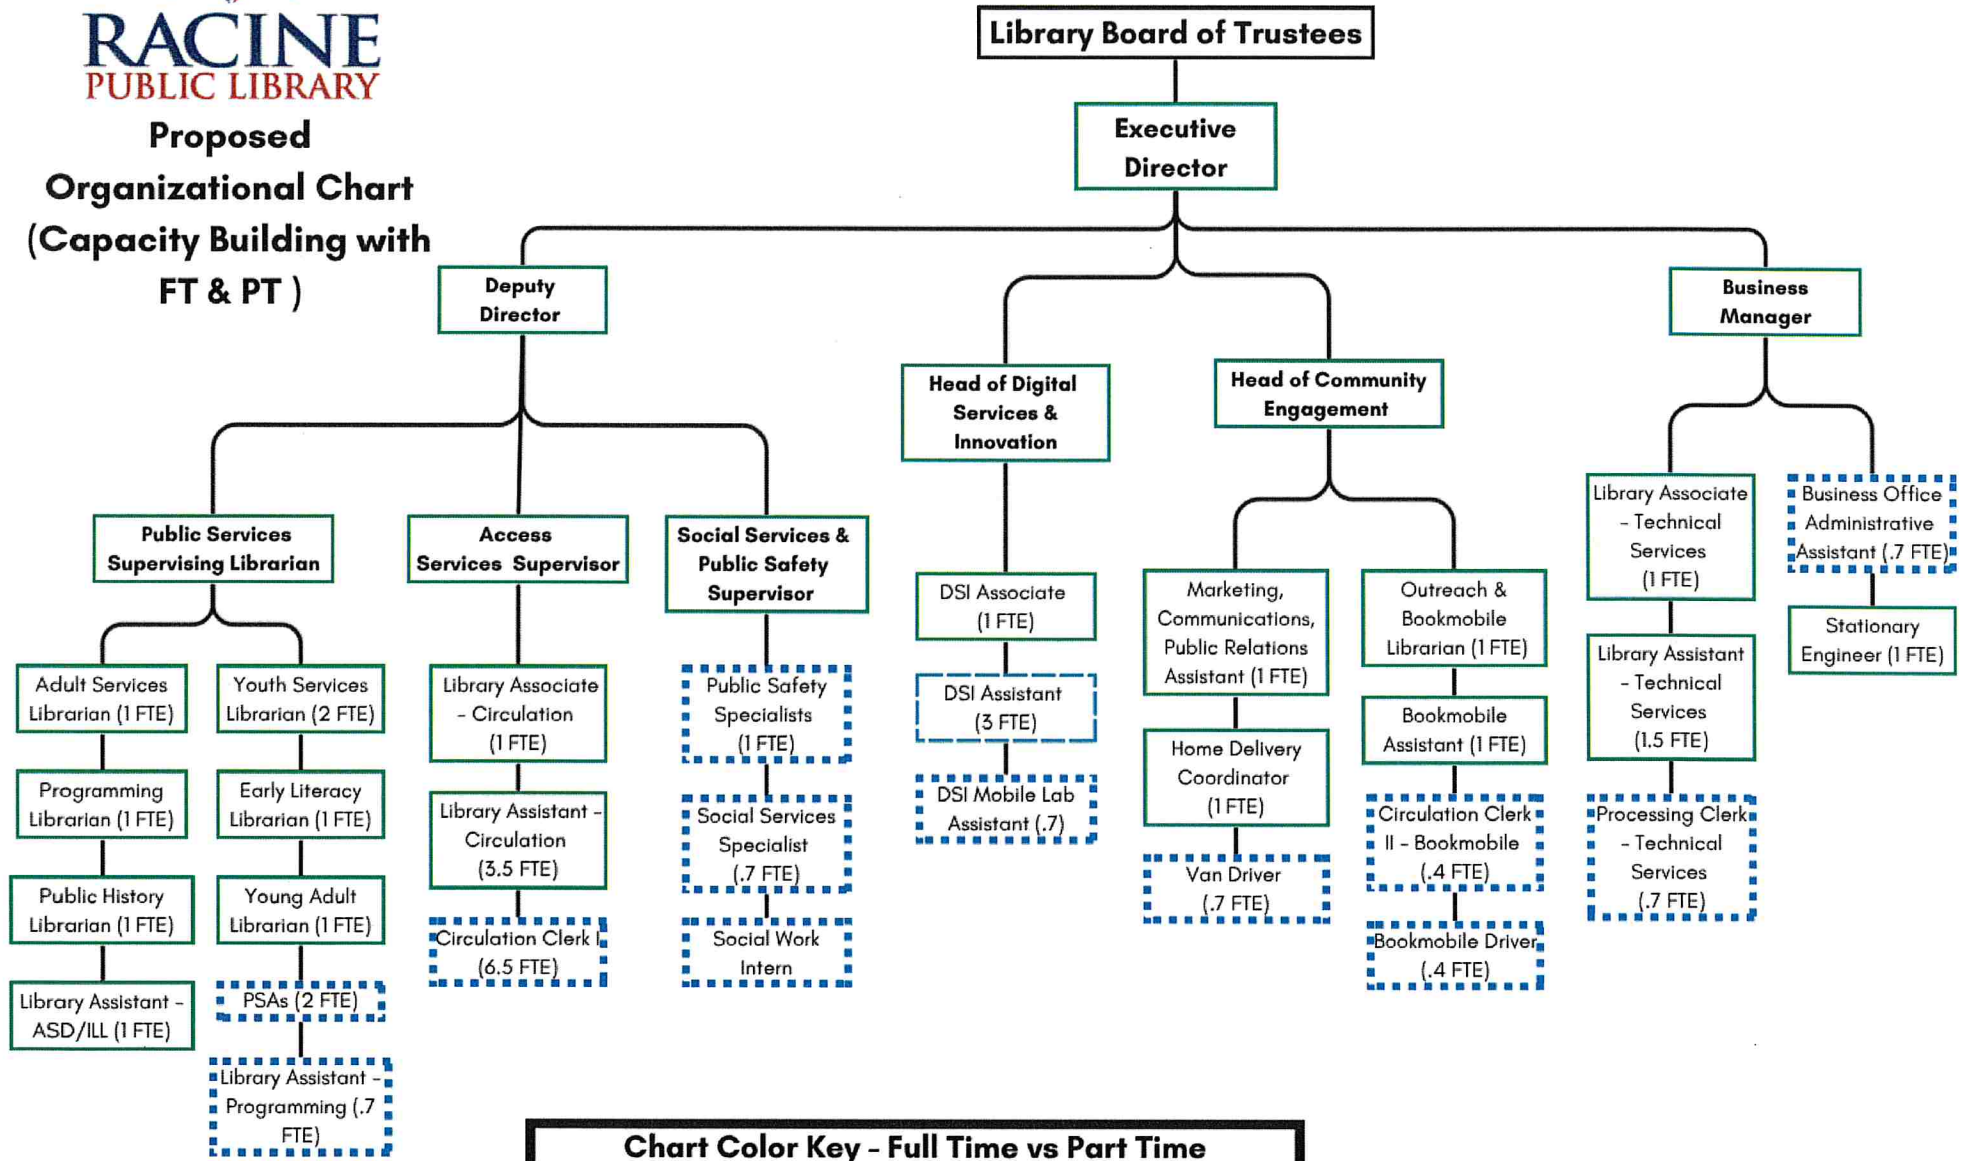 RACINE
PUBLIC LIBRARY
Proposed
Organizational Chart
(Capacity Building with
FT & PT )
Library Board of Trustees
Executive
Director
Deputy
Director
Business
Manager
Head of Digital
Services &
Innovation
Head of Community
Engagement
Public Services
Supervising Librarian
Access
Services Supervisor
Social Services &
Public Safety
Supervisor
Adult Services
Librarian (1 FTE)
Programming
Librarian (1 FTE)
Public History
Librarian (1 FTE)
Library Assistant -
ASD/ILL (1 FTE)
Youth Services
Librarian (2 FTE)
Early Literacy
Librarian (1 FTE)
Young Adult
Librarian (1 FTE)
PSAs (2 FTE)
Library Assistant -
Programming (.7
FTE)
Library Associate
- Circulation
(1 FTE)
Library Assistant -
Circulation
(3.5 FTE)
Circulation Clerk I
(6.5 FTE)
Public Safety
Specialists
(1 FTE)
Social Services
Specialist
(.7 FTE)
Social Work
Intern
DSI Associate
(1 FTE)
DSI Assistant
(3 FTE)
DSI Mobile Lab
Assistant (.7)
Marketing,
Communications,
Public Relations
Assistant (1 FTE)
Home Delivery
Coordinator
(1 FTE)
Van Driver
(.7 FTE)
Outreach &
Bookmobile
Librarian (1 FTE)
Bookmobile
Assistant (1 FTE)
Circulation Clerk
II - Bookmobile
(.4 FTE)
Bookmobile Driver
(.4 FTE)
Library Associate
- Technical
Services
(1 FTE)
Library Assistant
- Technical
Services
(1.5 FTE)
Processing Clerk
- Technical
Services
(.7 FTE)
Business Office
Administrative
Assistant (.7 FTE)
Stationary
Engineer (1 FTE)
Chart Color Key - Full Time vs Part Time